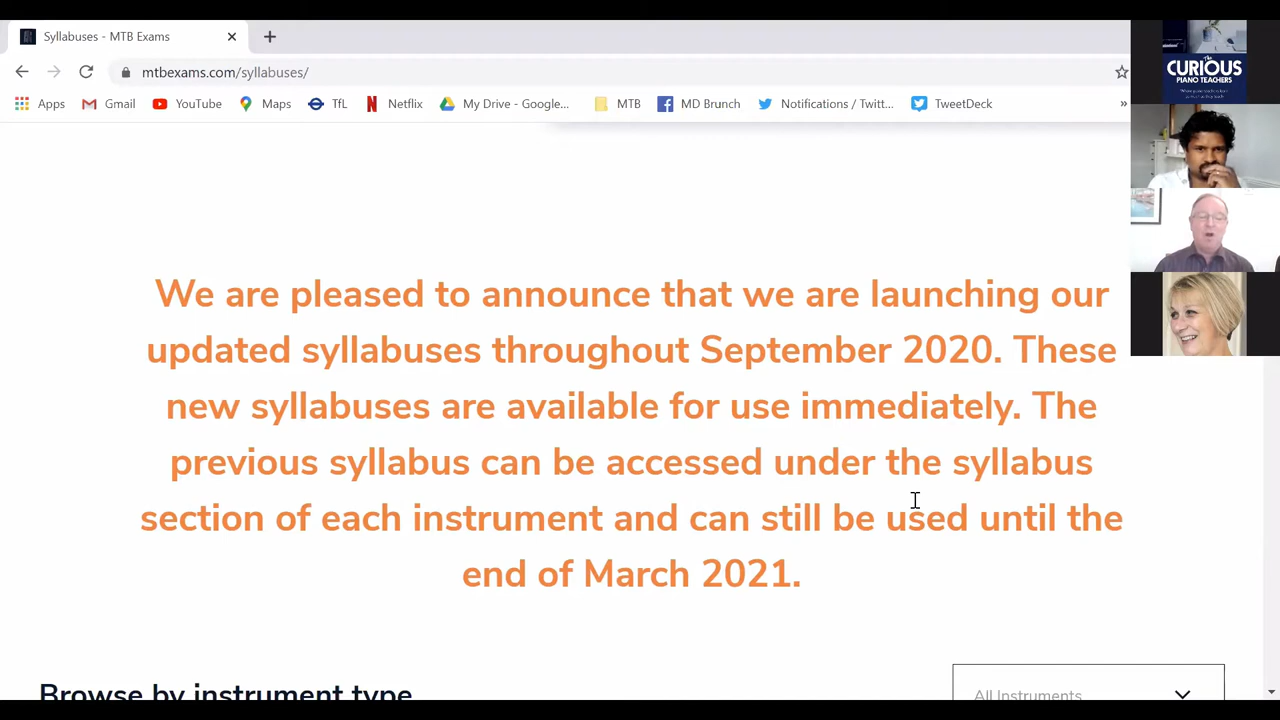 Syllabuses - MTB Exams
mtbexams.com/syllabuses/
Apps Gmail YouTube Maps TfL Netflix My Drive - Google... MTB MD Brunch Notifications / Twitt... TweetDeck »
The
CURIOUS
PIANO TEACHERS
We are pleased to announce that we are launching our
updated syllabuses throughout September 2020. These
new syllabuses are available for use immediately. The
previous syllabus can be accessed under the syllabus
section of each instrument and can still be used until the
end of March 2021.
Browse by instrument type
All Instruments